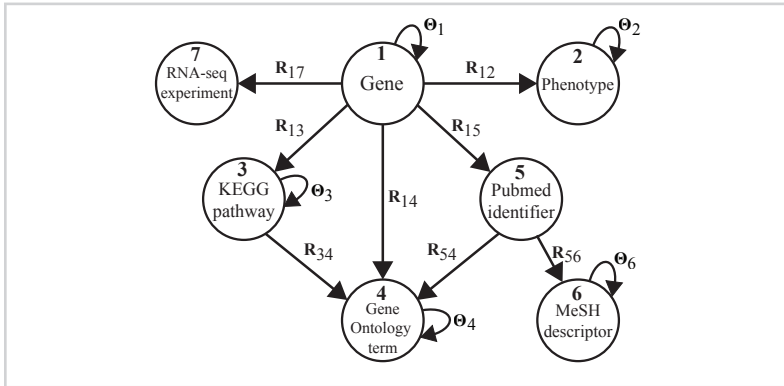 7
RNA-seq
experiment
R17
1
Gene
Θ1
R12
2
Phenotype
Θ2
R13
R15
3
KEGG
pathway
Θ3
R14
5
Pubmed
identifier
R34
R54
R56
4
Gene
Ontology
term
Θ4
6
MeSH
descriptor
Θ6